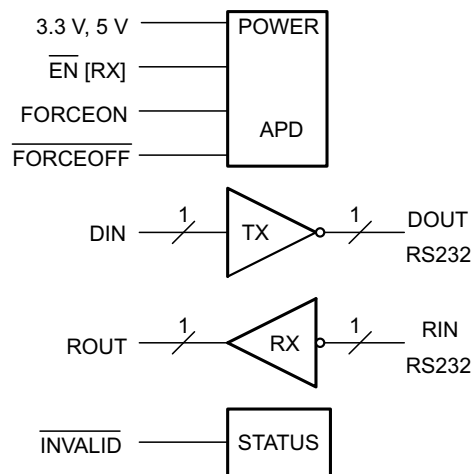 3.3 V, 5 V
POWER
EN [RX]
FORCEON
APD
FORCEOFF
DIN
1
TX
1
DOUT
RS232
ROUT
1
RX
1
RIN
RS232
INVALID
STATUS